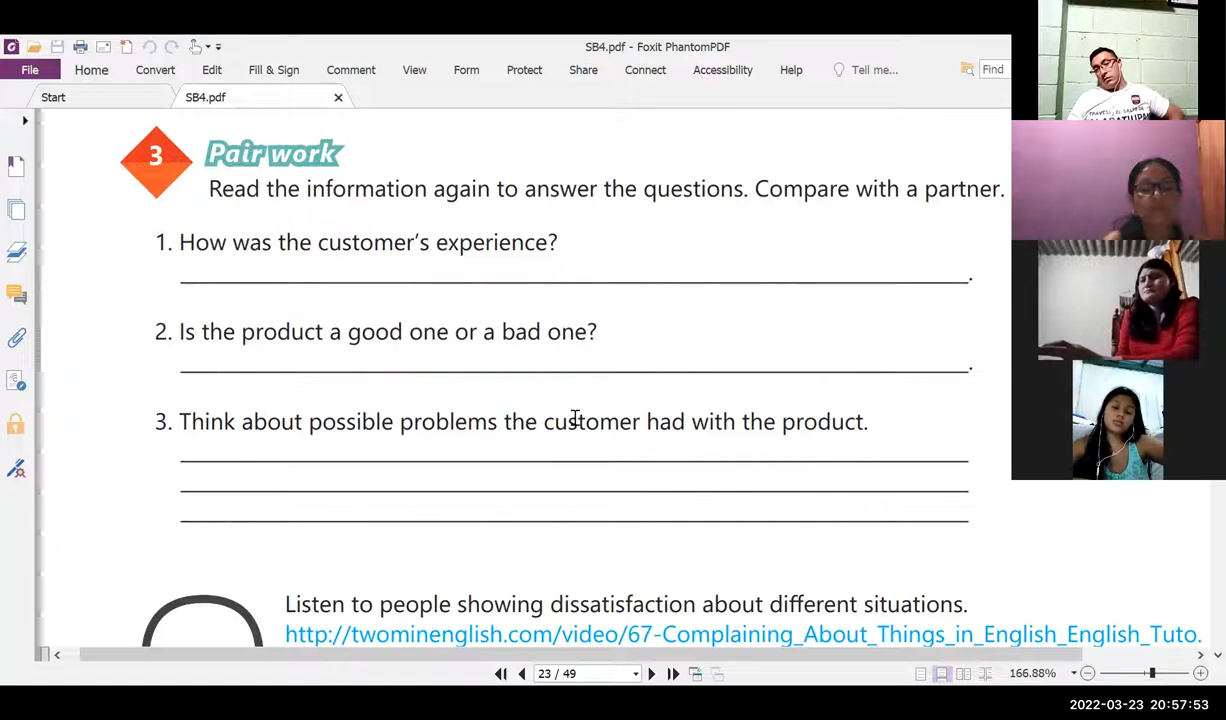 SB4.pdf - Foxit PhantomPDF
File Home Convert Edit Fill & Sign Comment View Form Protect Share Connect Accessibility Help Tell me... Find
Start SB4.pdf
3 Pair work
Read the information again to answer the questions. Compare with a partner.
1. How was the customer's experience?
.
2. Is the product a good one or a bad one?
.
3. Think about possible problems the customer had with the product.
Listen to people showing dissatisfaction about different situations.
http://twominenglish.com/video/67-Complaining_About_Things_in_English_English_Tuto.
23 / 49 166.88%
2022-03-23 20:57:53